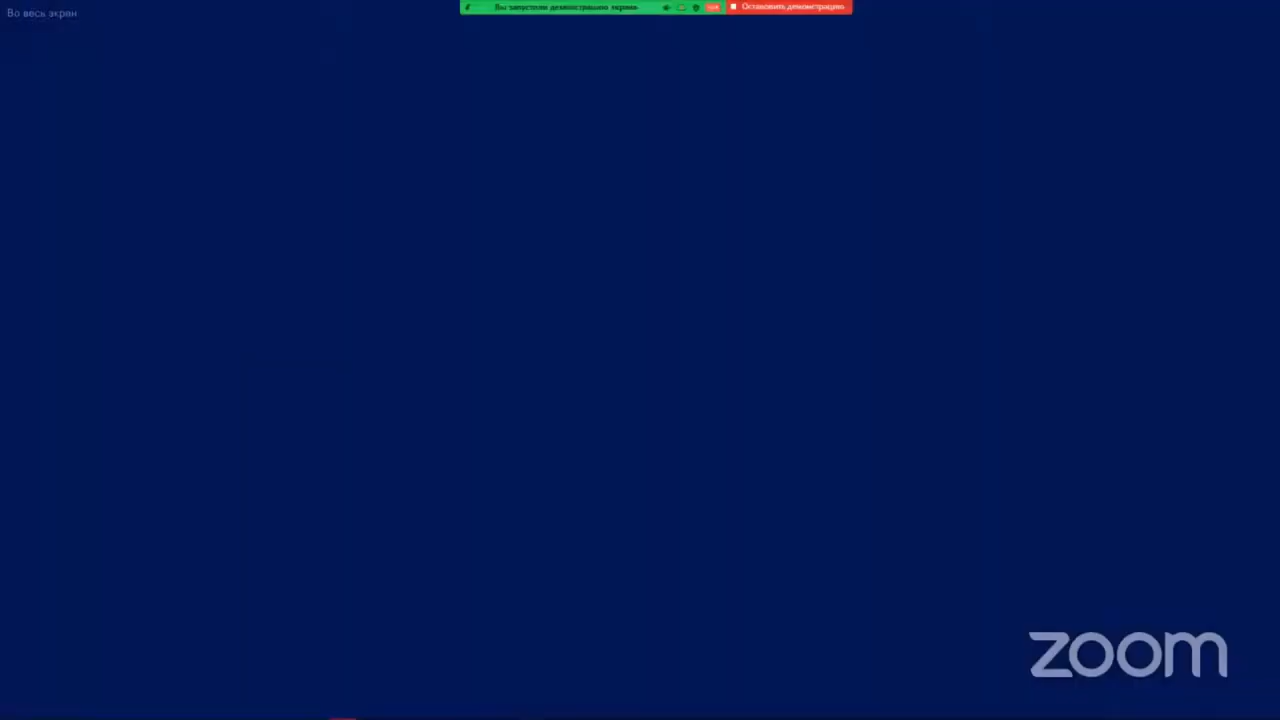 Во весь экран
Вы запустили демонстрацию экрана
Остановить демонстрацию
zoom